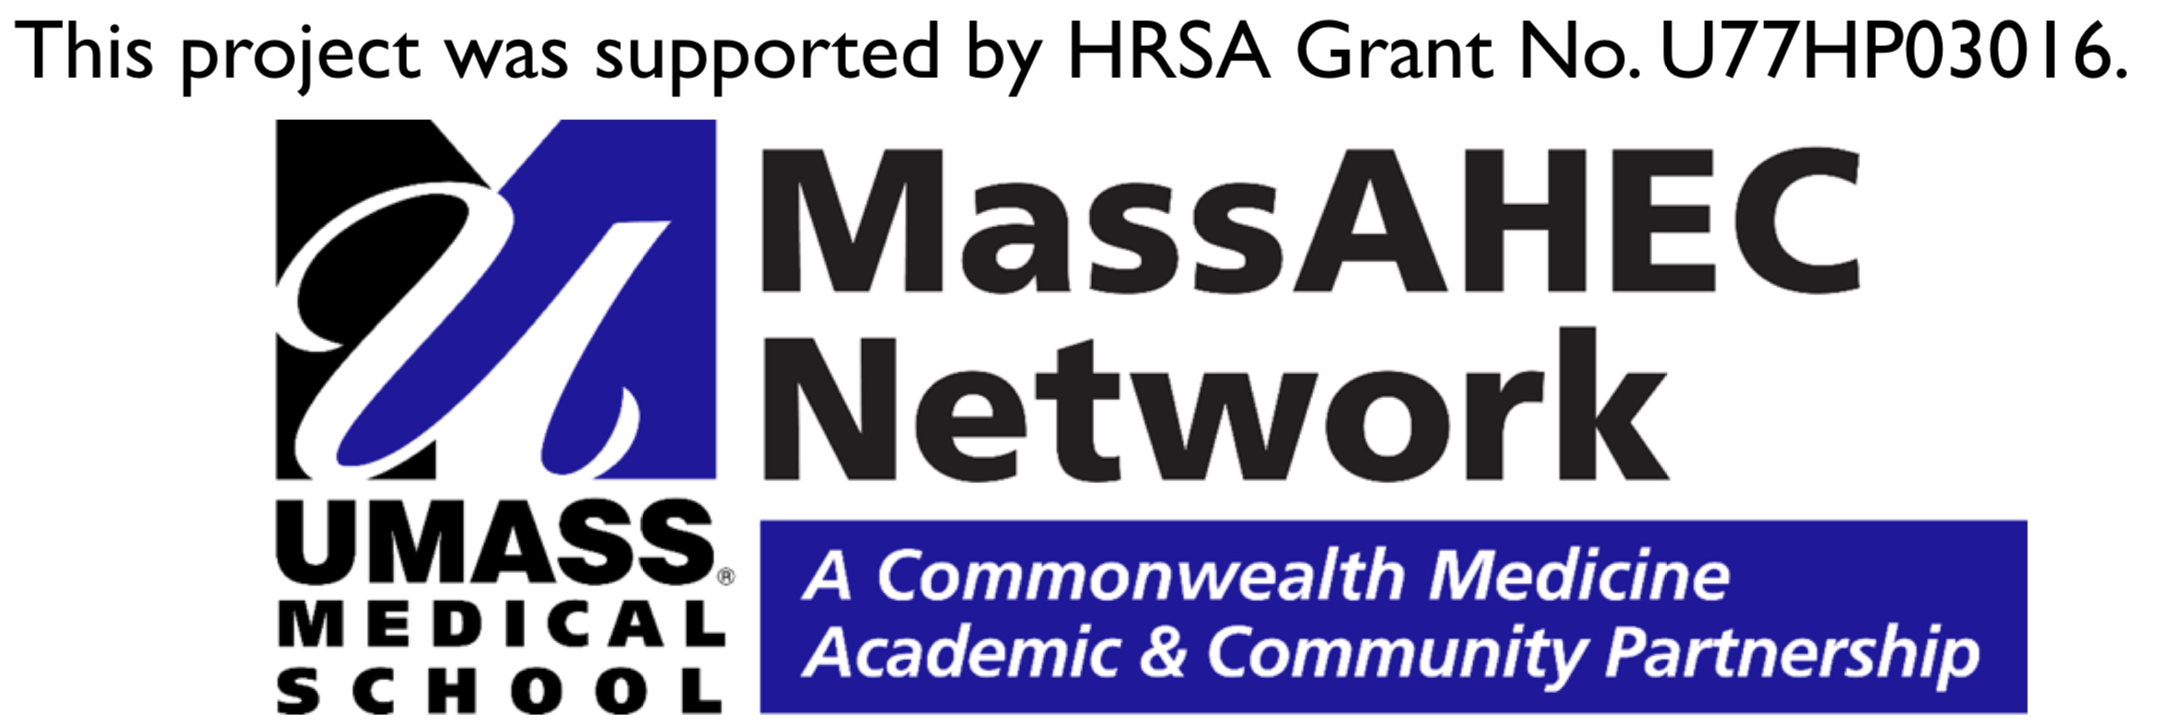 This project was supported by HRSA Grant No. U77HP03016.
UMASS®
MEDICAL
SCHOOL
MassAHEC
Network
A Commonwealth Medicine
Academic & Community Partnership